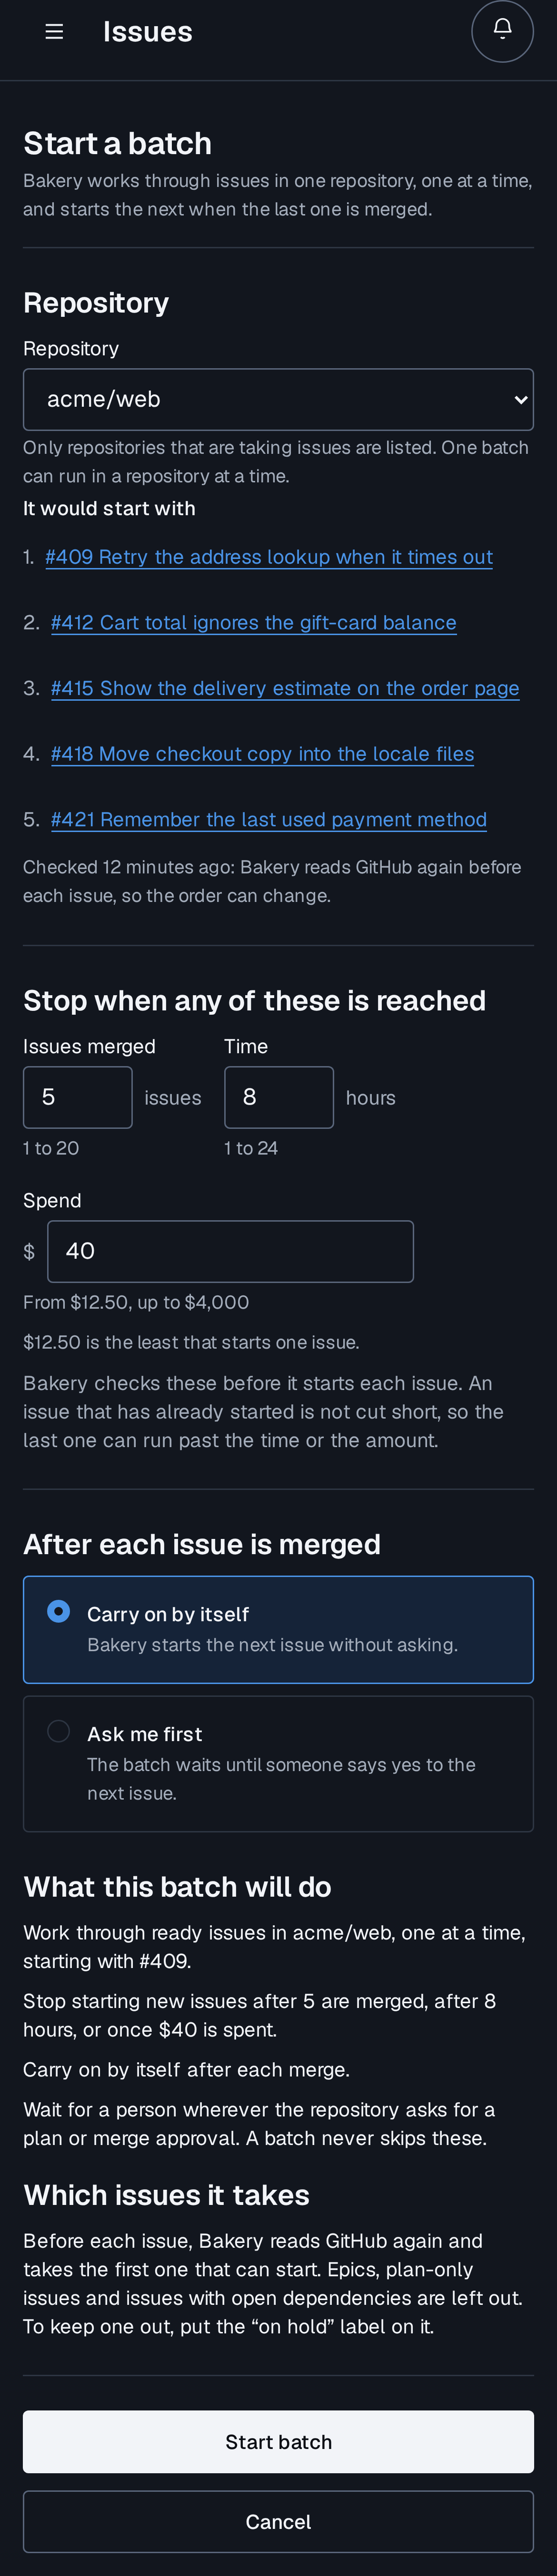 Issues
Start a batch
Bakery works through issues in one repository, one at a time,
and starts the next when the last one is merged.
Repository
Repository
acme/web
Only repositories that are taking issues are listed. One batch
can run in a repository at a time.
It would start with
1. #409 Retry the address lookup when it times out
2. #412 Cart total ignores the gift-card balance
3. #415 Show the delivery estimate on the order page
4. #418 Move checkout copy into the locale files
5. #421 Remember the last used payment method
Checked 12 minutes ago: Bakery reads GitHub again before
each issue, so the order can change.
Stop when any of these is reached
Issues merged Time
5 issues 8 hours
1 to 20 1 to 24
Spend
$ 40
From $12.50, up to $4,000
$12.50 is the least that starts one issue.
Bakery checks these before it starts each issue. An
issue that has already started is not cut short, so the
last one can run past the time or the amount.
After each issue is merged
Carry on by itself
Bakery starts the next issue without asking.
Ask me first
The batch waits until someone says yes to the
next issue.
What this batch will do
Work through ready issues in acme/web, one at a time,
starting with #409.
Stop starting new issues after 5 are merged, after 8
hours, or once $40 is spent.
Carry on by itself after each merge.
Wait for a person wherever the repository asks for a
plan or merge approval. A batch never skips these.
Which issues it takes
Before each issue, Bakery reads GitHub again and
takes the first one that can start. Epics, plan-only
issues and issues with open dependencies are left out.
To keep one out, put the “on hold” label on it.
Start batch
Cancel